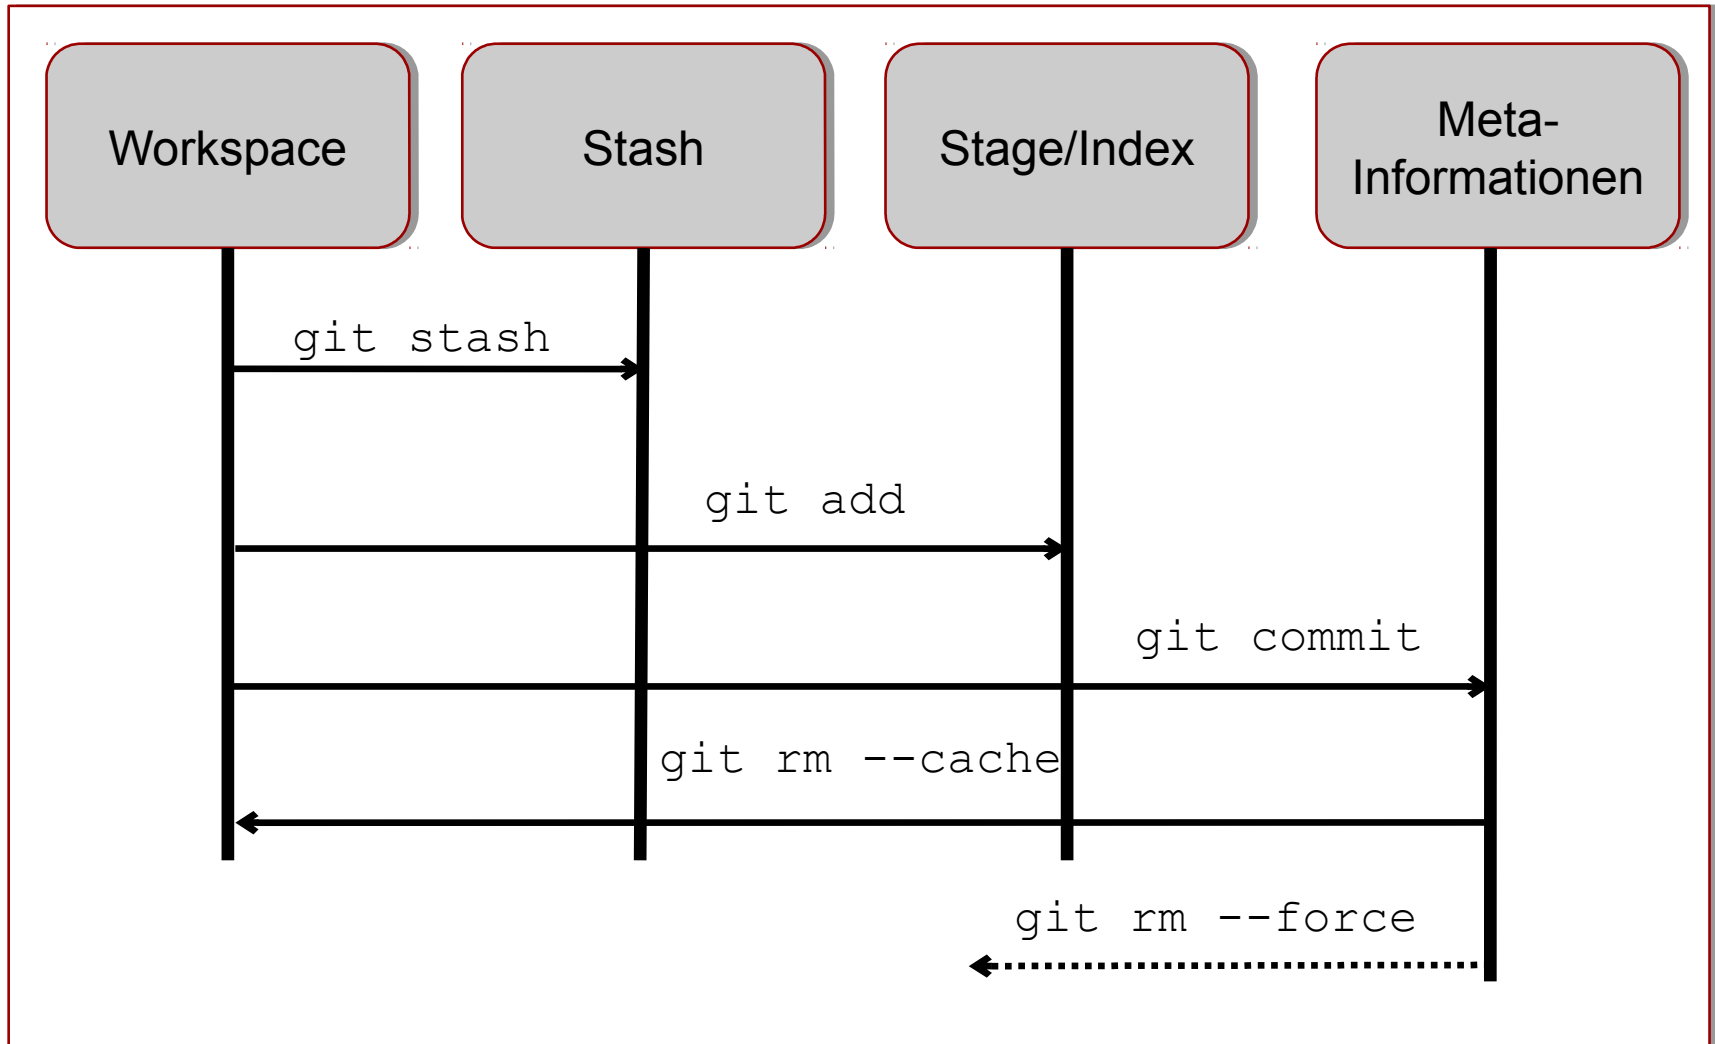 Workspace
Stash
Stage/Index
Meta-
Informationen
git stash
git add
git commit
git rm --cache
git rm --force